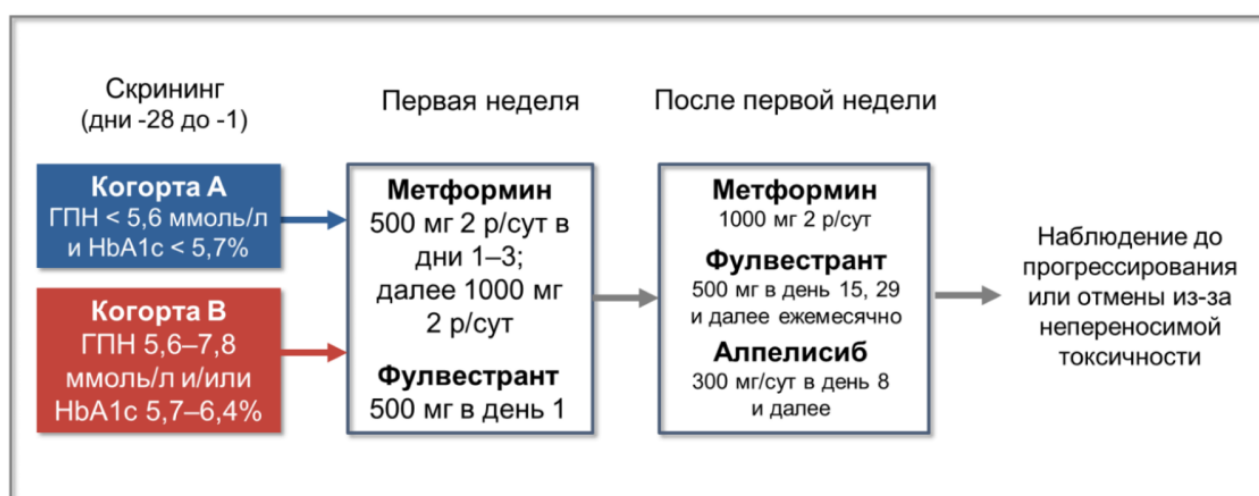 Скрининг
(дни -28 до -1)
Когорта А
ГПН < 5,6 ммоль/л
и HbA1c < 5,7%
Когорта В
ГПН 5,6–7,8
ммоль/л и/или
HbA1c 5,7–6,4%
Первая неделя
Метформин
500 мг 2 р/сут в
дни 1–3;
далее 1000 мг
2 р/сут
Фулвестрант
500 мг в день 1
После первой недели
Метформин
1000 мг 2 р/сут
Фулвестрант
500 мг в день 15, 29
и далее ежемесячно
Алпелисиб
300 мг/сут в день 8
и далее
Наблюдение до
прогрессирования
или отмены из-за
непереносимой
токсичности